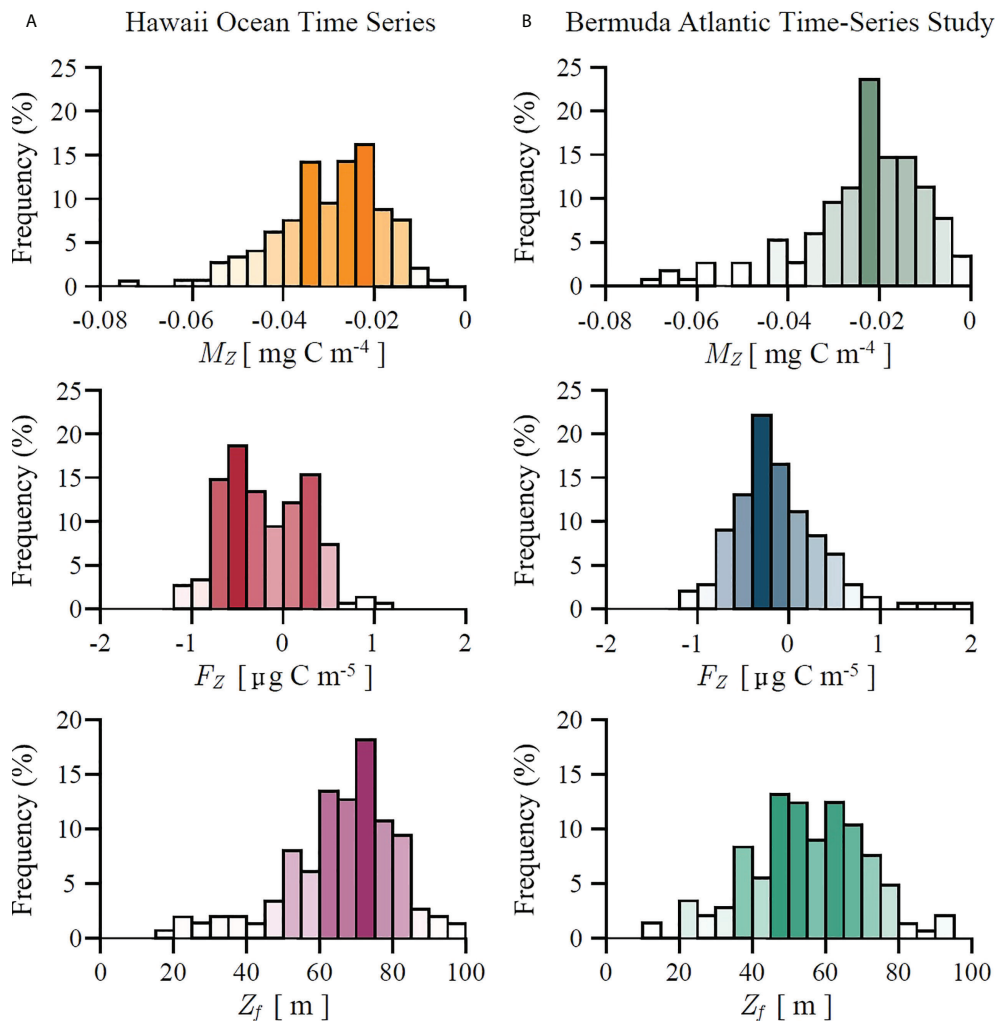 A Hawaii Ocean Time Series
Frequency (%)
25
20
15
10
5
0
-0.08 -0.06 -0.04 -0.02 0
M_Z [ mg C m⁻⁴ ]
Frequency (%)
25
20
15
10
5
0
-2 -1 0 1 2
F_Z [ µg C m⁻⁵ ]
Frequency (%)
20
15
10
5
0
0 20 40 60 80 100
Z_f [ m ]
B Bermuda Atlantic Time-Series Study
Frequency (%)
25
20
15
10
5
0
-0.08 -0.06 -0.04 -0.02 0
M_Z [ mg C m⁻⁴ ]
Frequency (%)
25
20
15
10
5
0
-2 -1 0 1 2
F_Z [ µg C m⁻⁵ ]
Frequency (%)
20
15
10
5
0
0 20 40 60 80 100
Z_f [ m ]